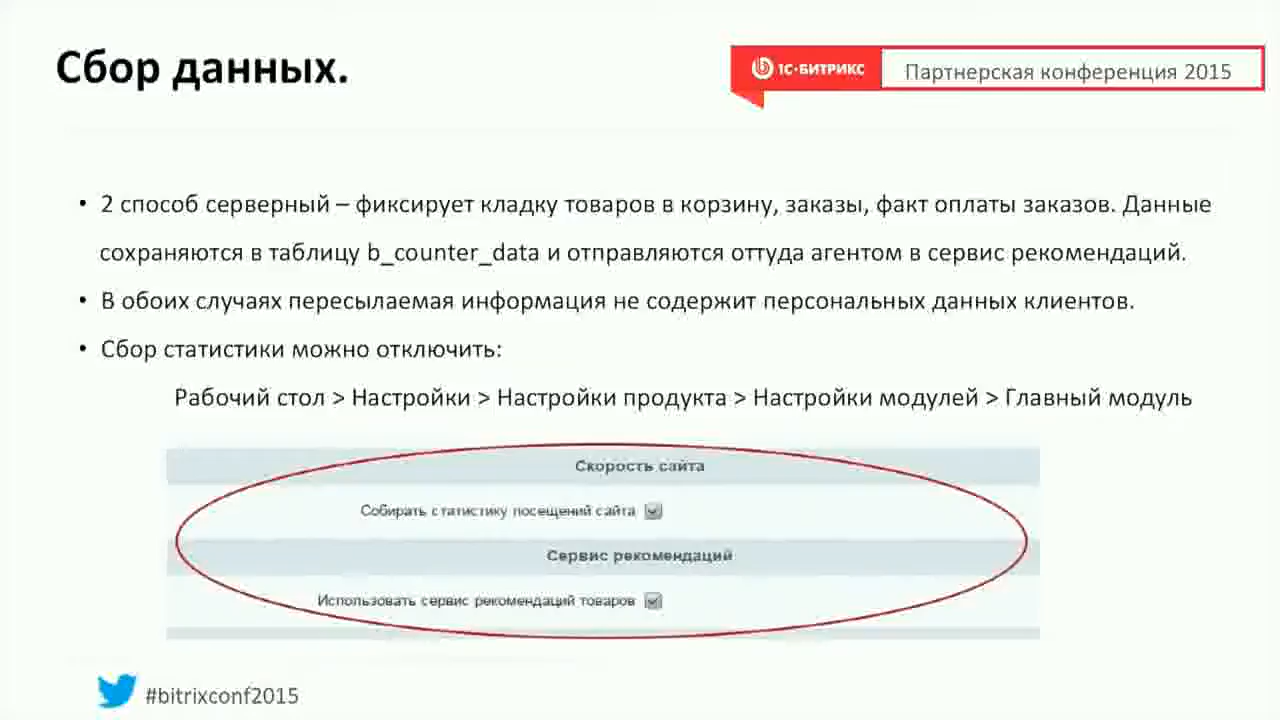 Сбор данных.
1С·БИТРИКС
Партнерская конференция 2015
• 2 способ серверный – фиксирует кладку товаров в корзину, заказы, факт оплаты заказов. Данные
сохраняются в таблицу b_counter_data и отправляются оттуда агентом в сервис рекомендаций.
• В обоих случаях пересылаемая информация не содержит персональных данных клиентов.
• Сбор статистики можно отключить:
Рабочий стол > Настройки > Настройки продукта > Настройки модулей > Главный модуль
Скорость сайта
Собирать статистику посещений сайта
Сервис рекомендаций
Использовать сервис рекомендаций товаров
#bitrixconf2015